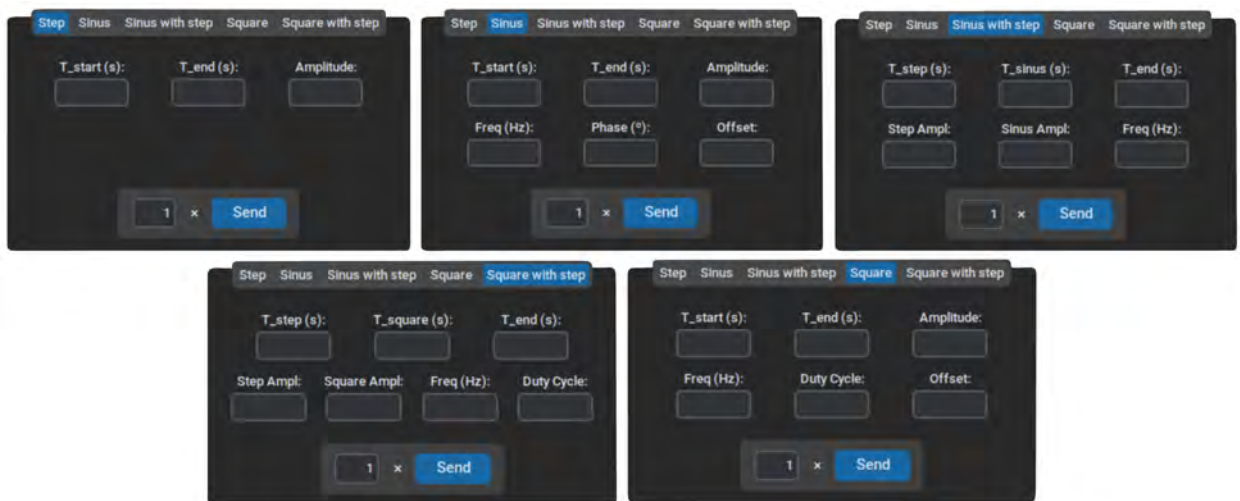 Step Sinus Sinus with step Square Square with step
T_start (s): T_end (s): Amplitude:
1 × Send
Step Sinus Sinus with step Square Square with step
T_start (s): T_end (s): Amplitude:
Freq (Hz): Phase (º): Offset:
1 × Send
Step Sinus Sinus with step Square Square with step
T_step (s): T_sinus (s): T_end (s):
Step Ampl: Sinus Ampl: Freq (Hz):
1 × Send
Step Sinus Sinus with step Square Square with step
T_step (s): T_square (s): T_end (s):
Step Ampl: Square Ampl: Freq (Hz): Duty Cycle:
1 × Send
Step Sinus Sinus with step Square Square with step
T_start (s): T_end (s): Amplitude:
Freq (Hz): Duty Cycle: Offset:
1 × Send